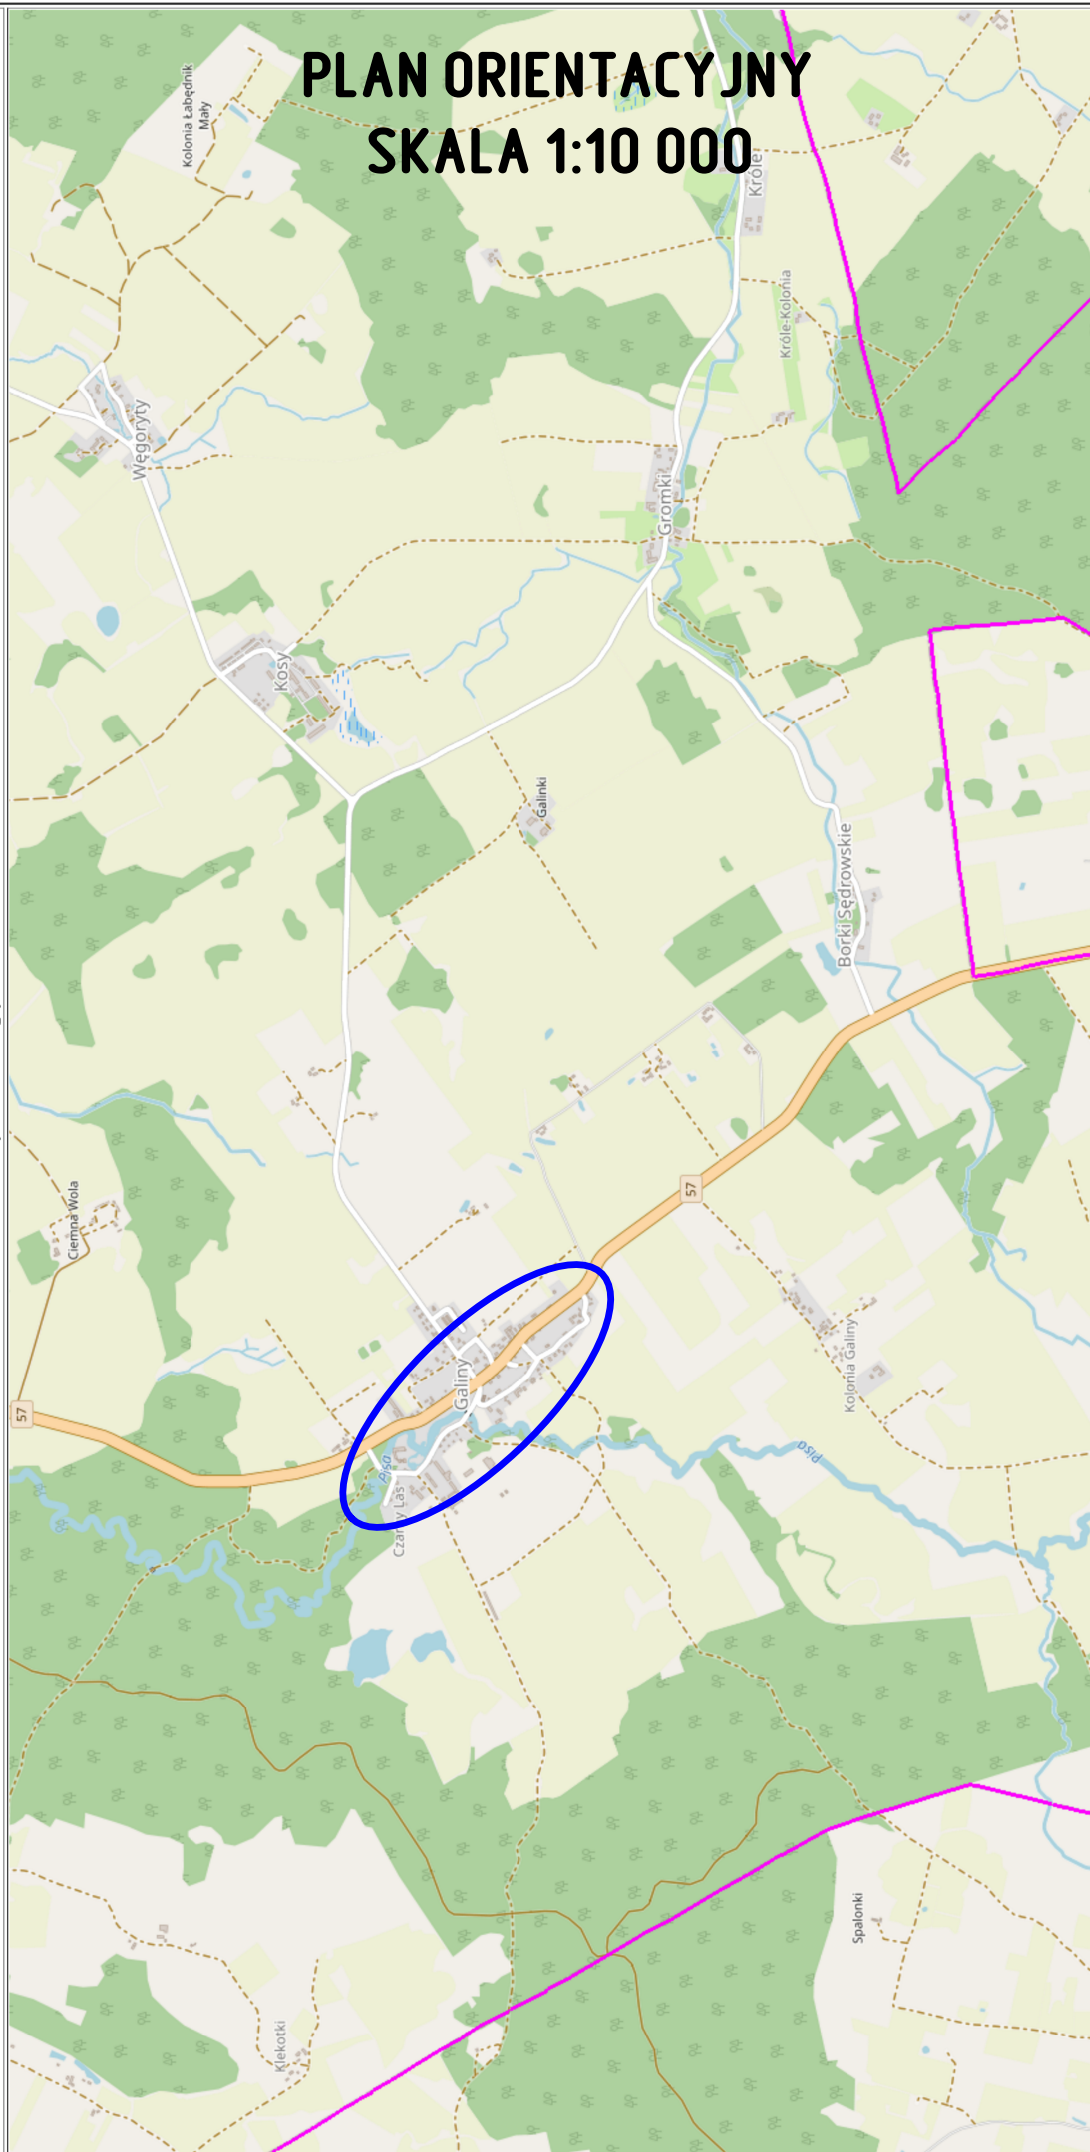 PLAN ORIENTACYJNY
SKALA 1:10 000
Kolonia Łabędnik
Mały
Króle
Króle-Kolonia
Węgoryty
Gromki
Kosy
Galinki
Borki Sędrowskie
57
Ciemna Wola
Kolonia Galiny
Galiny
57
Pisa
Pisa
Czarny Las
Spalonki
Klekotki